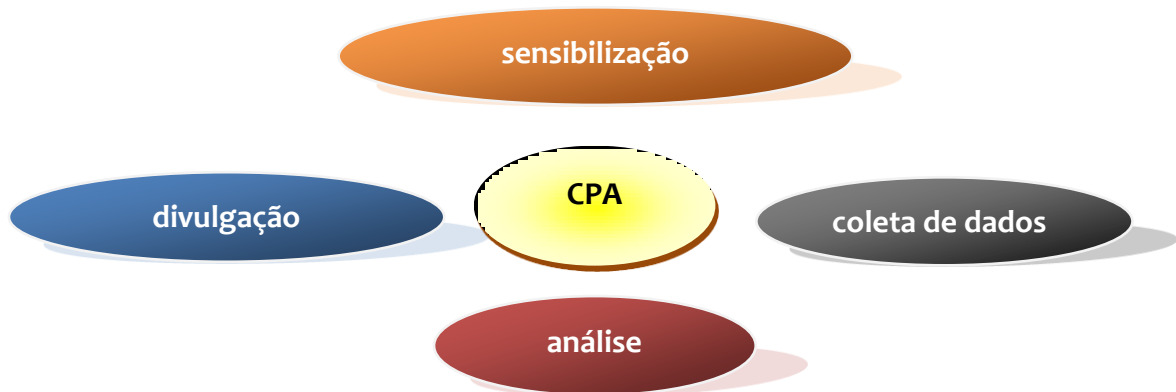 sensibilização
CPA
divulgação
coleta de dados
análise